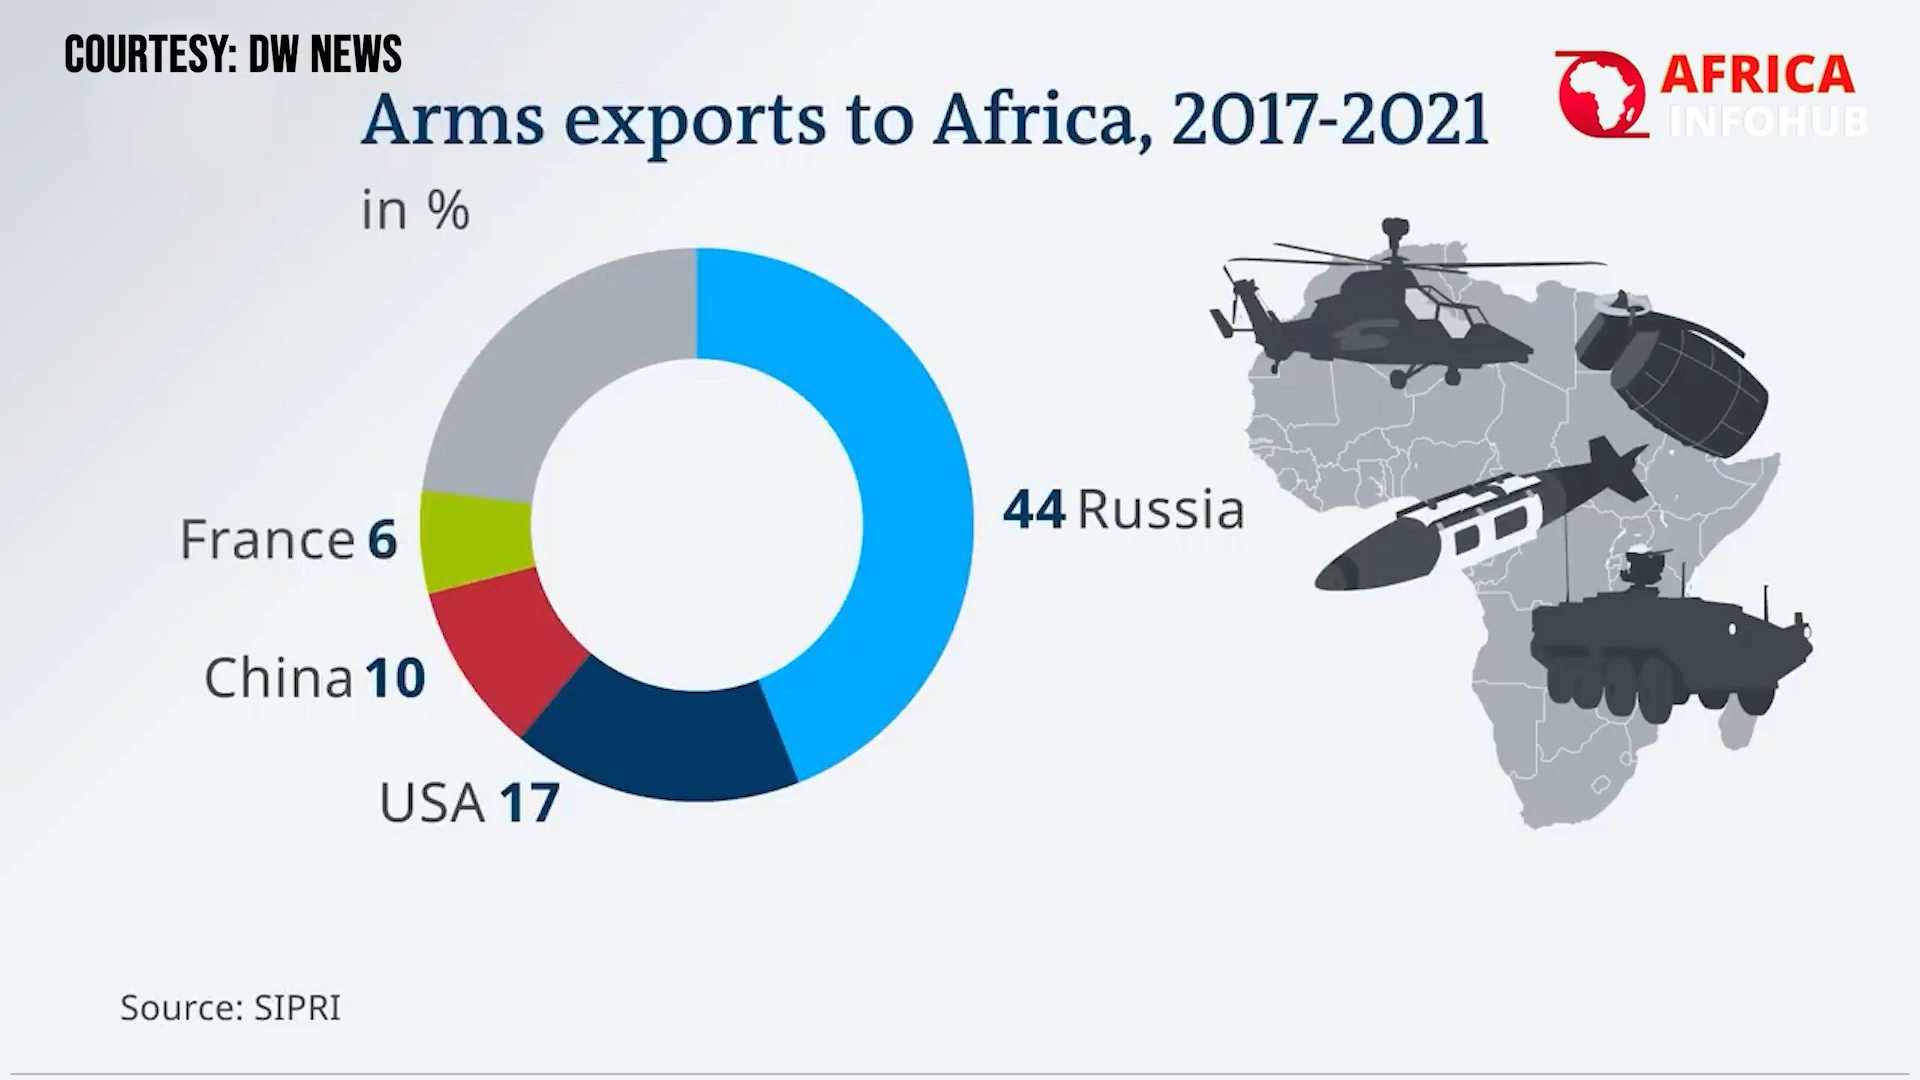 COURTESY: DW NEWS
AFRICA
INFOHUB
Arms exports to Africa, 2017-2021
in %
44 Russia
France 6
China 10
USA 17
Source: SIPRI